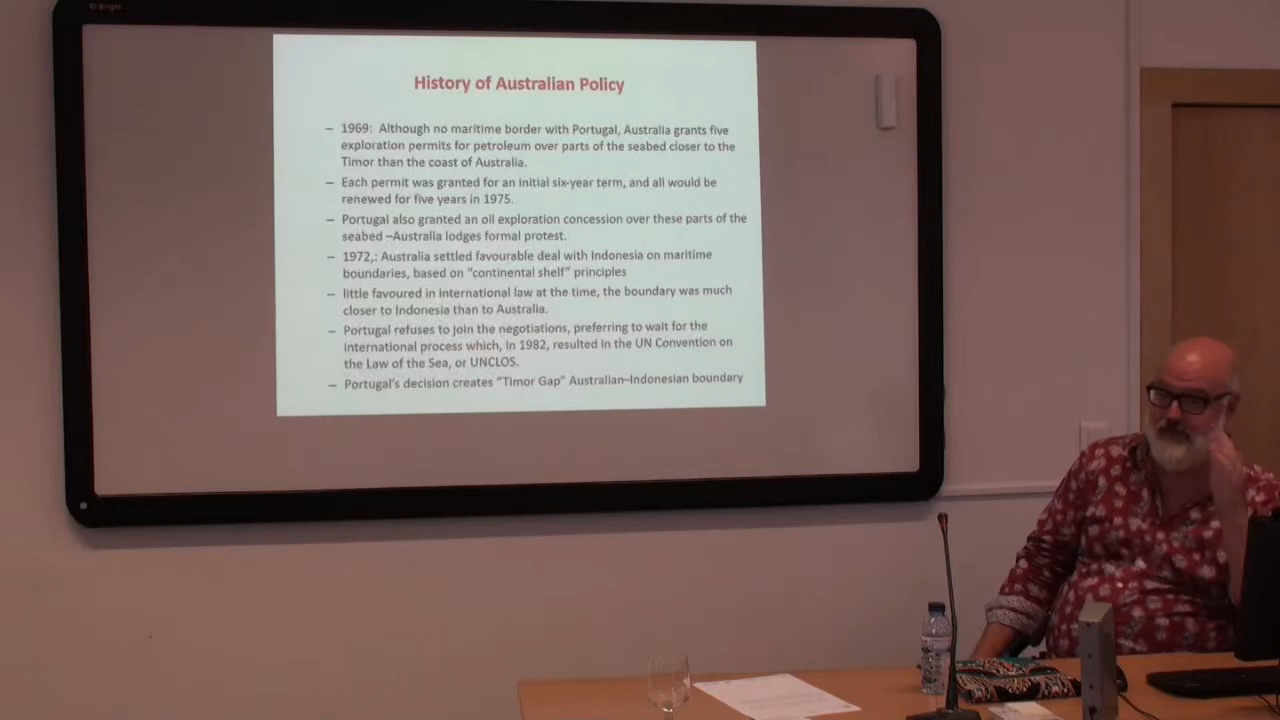 History of Australian Policy
– 1969: Although no maritime border with Portugal, Australia grants five
exploration permits for petroleum over parts of the seabed closer to the
Timor than the coast of Australia.
– Each permit was granted for an initial six-year term, and all would be
renewed for five years in 1975.
– Portugal also granted an oil exploration concession over these parts of the
seabed –Australia lodges formal protest.
– 1972,: Australia settled favourable deal with Indonesia on maritime
boundaries, based on “continental shelf” principles
– little favoured in international law at the time, the boundary was much
closer to Indonesia than to Australia.
– Portugal refuses to join the negotiations, preferring to wait for the
international process which, in 1982, resulted in the UN Convention on
the Law of the Sea, or UNCLOS.
– Portugal’s decision creates “Timor Gap” Australian–Indonesian boundary